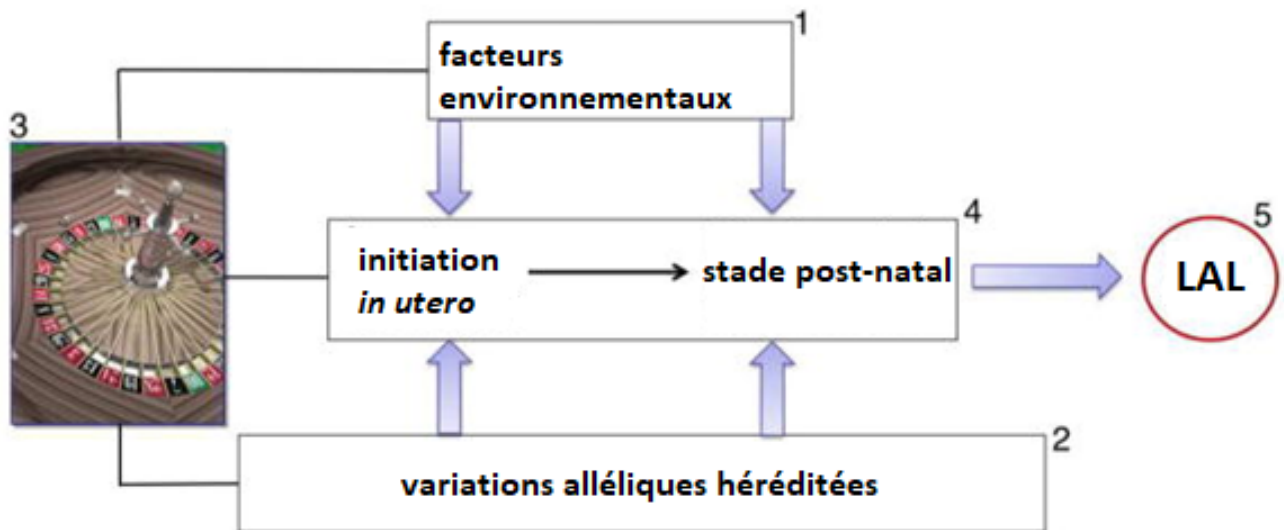 1
facteurs
environnementaux
3
4
initiation
in utero
stade post-natal
5
LAL
2
variations alléliques héréditées